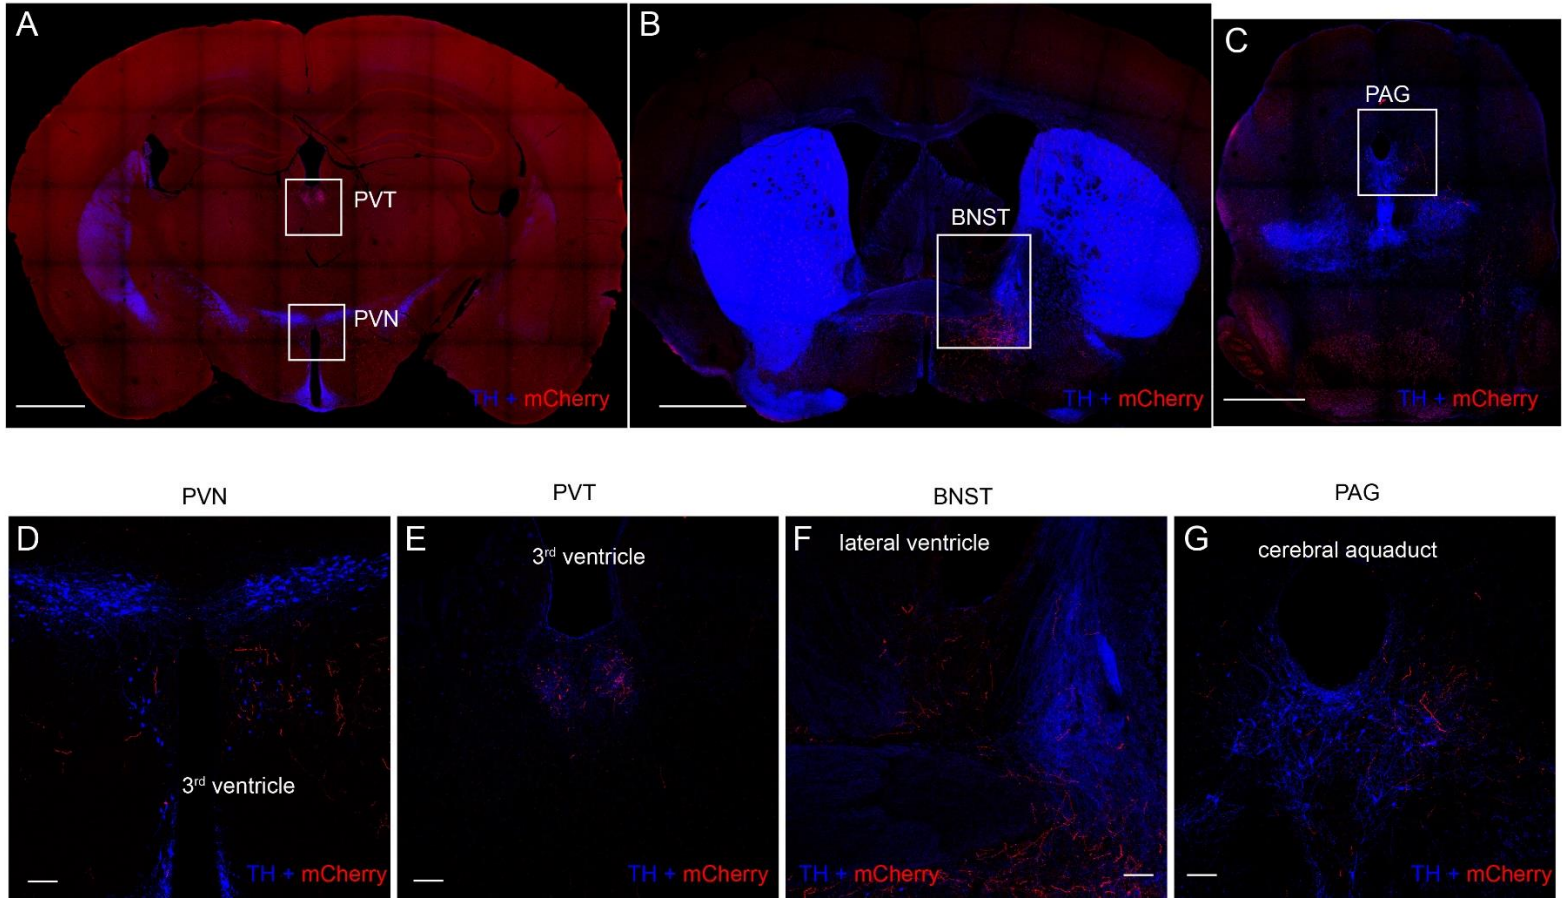 A
PVT
PVN
TH + mCherry
B
BNST
TH + mCherry
C
PAG
TH + mCherry
PVN
D
3rd ventricle
TH + mCherry
PVT
E
3rd ventricle
TH + mCherry
BNST
F
lateral ventricle
TH + mCherry
PAG
G
cerebral aquaduct
TH + mCherry